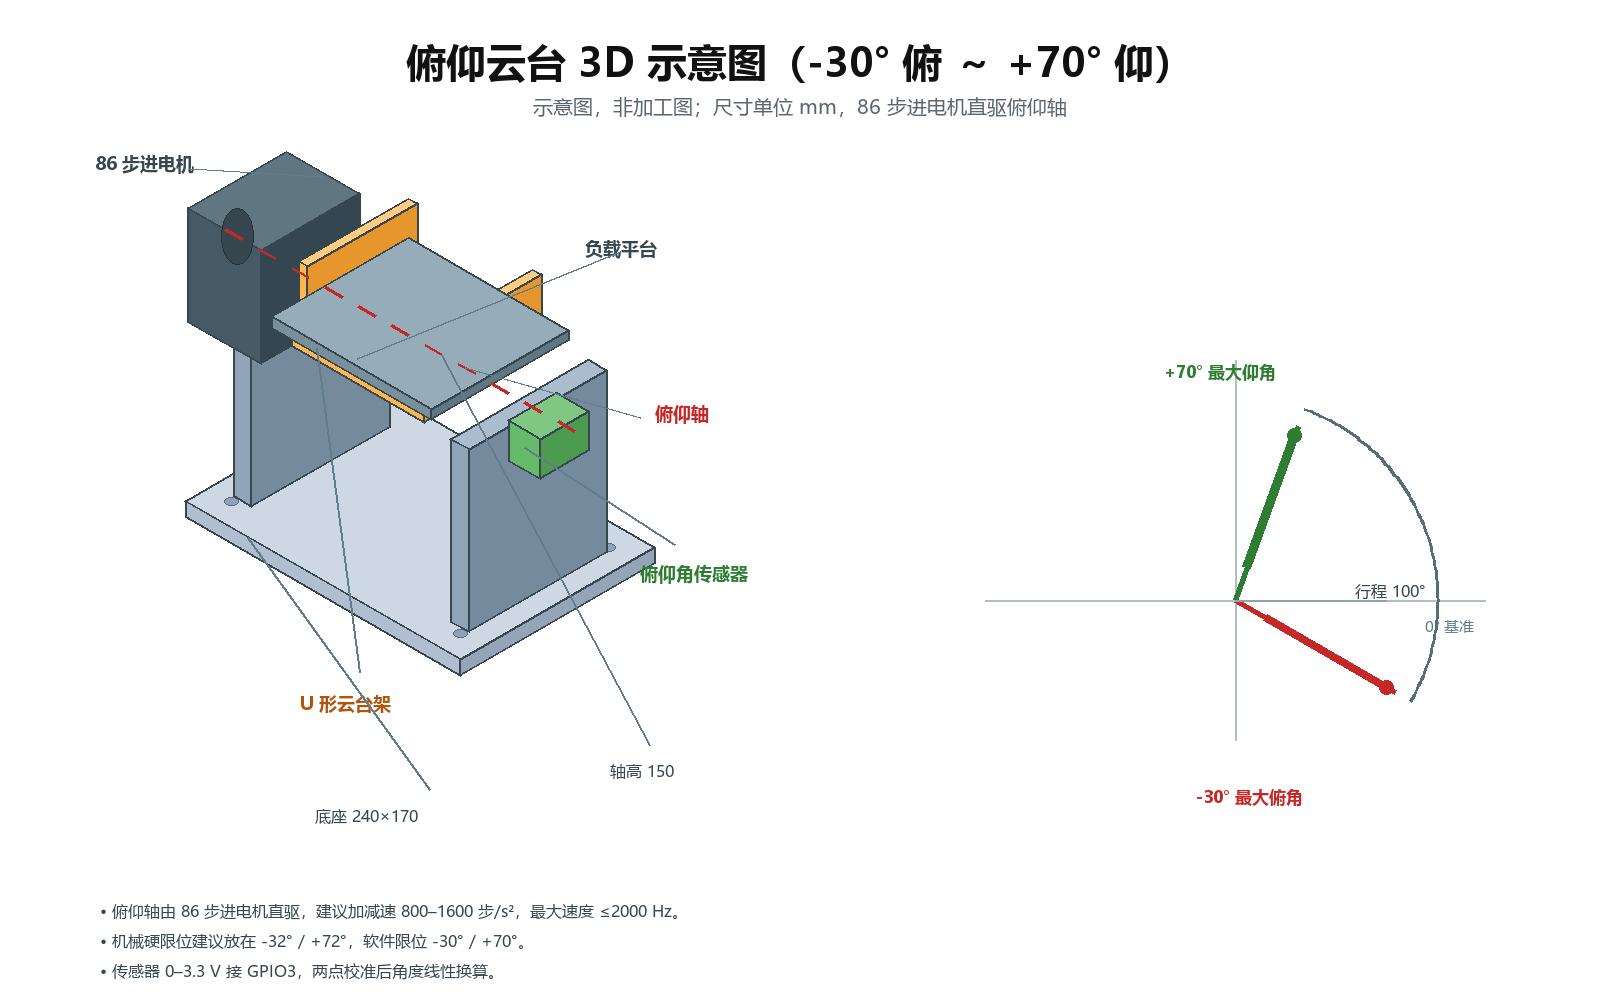 俯仰云台 3D 示意图（-30° 俯 ~ +70° 仰）
示意图，非加工图；尺寸单位 mm，86 步进电机直驱俯仰轴
86 步进电机
负载平台
俯仰轴
俯仰角传感器
U 形云台架
轴高 150
底座 240×170
+70° 最大仰角
行程 100°
0° 基准
-30° 最大俯角
• 俯仰轴由 86 步进电机直驱，建议加减速 800–1600 步/s²，最大速度 ≤2000 Hz。
• 机械硬限位建议放在 -32° / +72°，软件限位 -30° / +70°。
• 传感器 0–3.3 V 接 GPIO3，两点校准后角度线性换算。